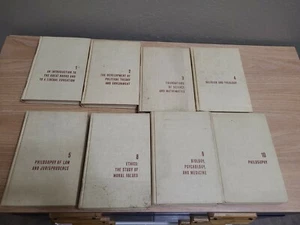 1
AN INTRODUCTION TO
THE GREAT BOOKS AND
TO A LIBERAL EDUCATION
2
THE DEVELOPMENT OF
POLITICAL THEORY
AND GOVERNMENT
3
FOUNDATIONS
OF SCIENCE
AND MATHEMATICS
4
RELIGION AND THEOLOGY
5
PHILOSOPHY OF LAW
AND JURISPRUDENCE
8
ETHICS:
THE STUDY OF
MORAL VALUES
9
BIOLOGY,
PSYCHOLOGY,
AND MEDICINE
10
PHILOSOPHY